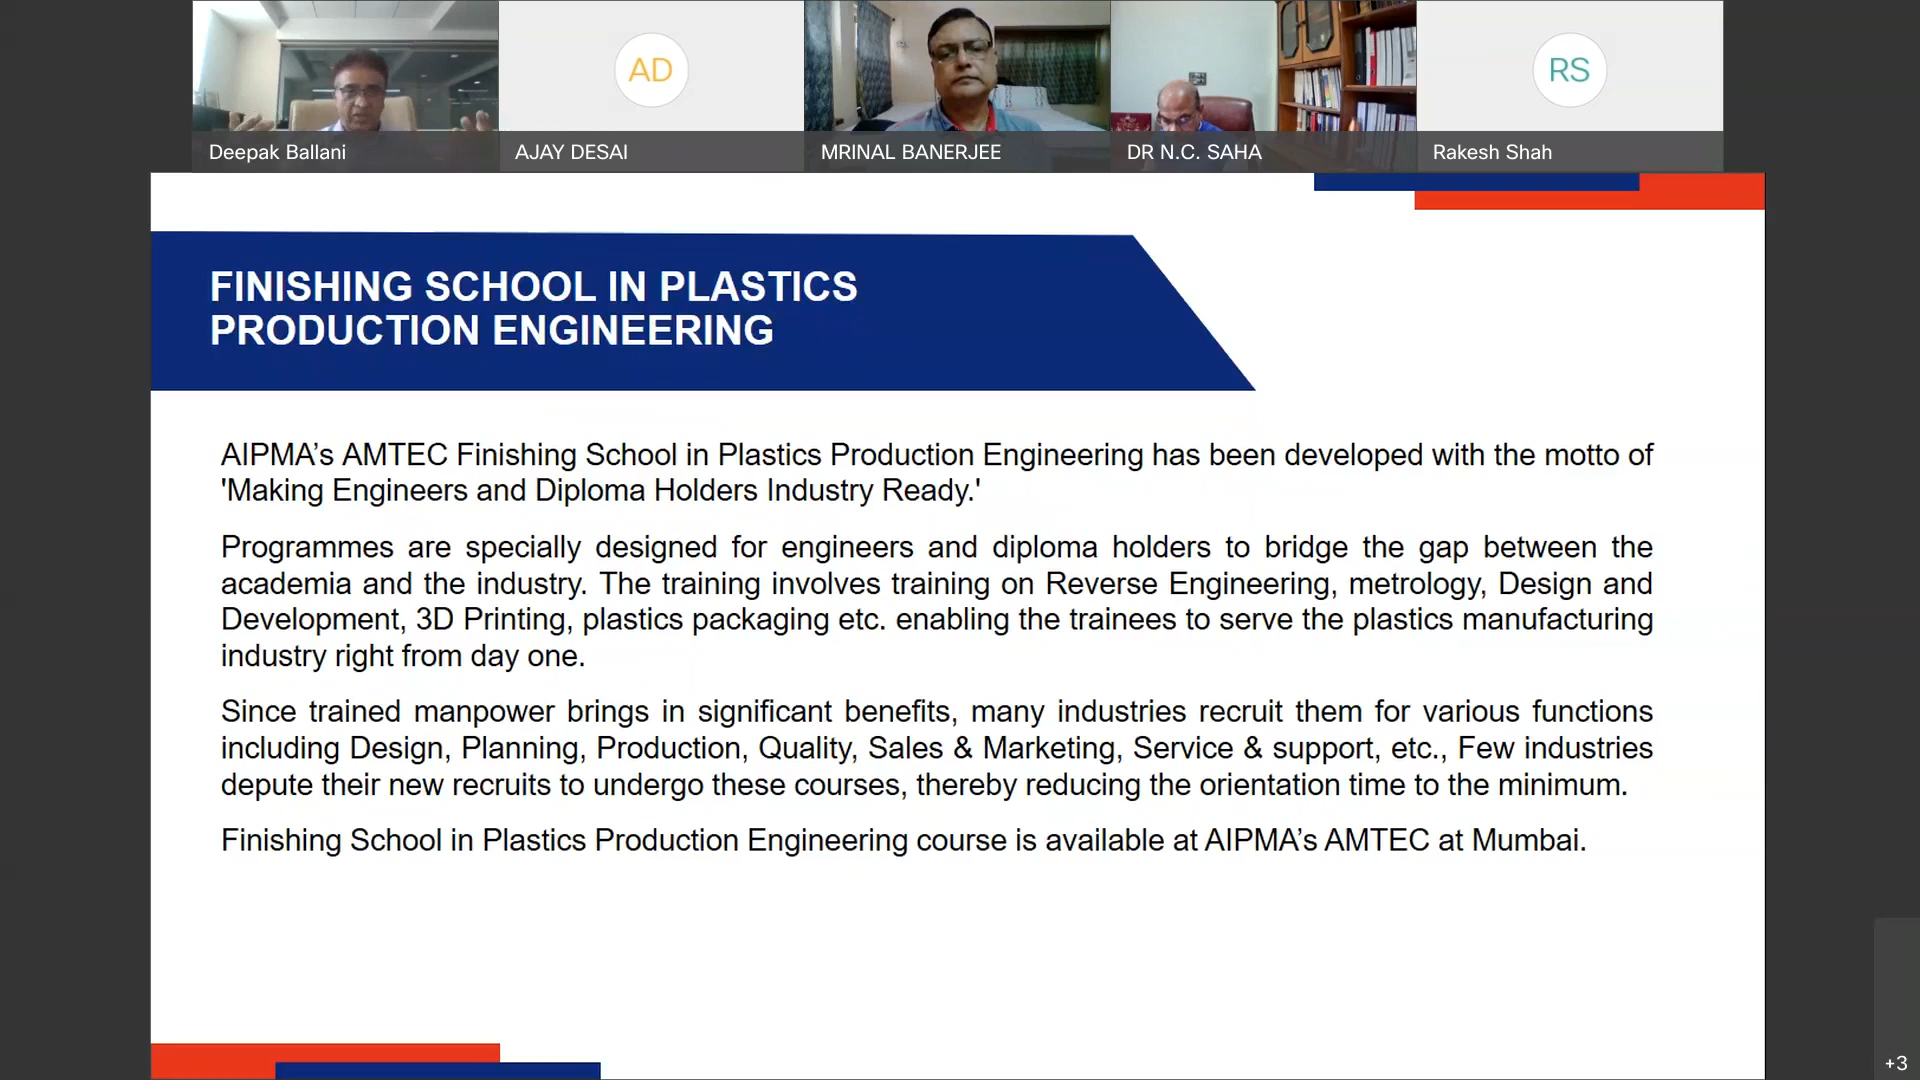 AD
RS
Deepak Ballani
AJAY DESAI
MRINAL BANERJEE
DR N.C. SAHA
Rakesh Shah
FINISHING SCHOOL IN PLASTICS
PRODUCTION ENGINEERING
AIPMA’s AMTEC Finishing School in Plastics Production Engineering has been developed with the motto of
'Making Engineers and Diploma Holders Industry Ready.'
Programmes are specially designed for engineers and diploma holders to bridge the gap between the
academia and the industry. The training involves training on Reverse Engineering, metrology, Design and
Development, 3D Printing, plastics packaging etc. enabling the trainees to serve the plastics manufacturing
industry right from day one.
Since trained manpower brings in significant benefits, many industries recruit them for various functions
including Design, Planning, Production, Quality, Sales & Marketing, Service & support, etc., Few industries
depute their new recruits to undergo these courses, thereby reducing the orientation time to the minimum.
Finishing School in Plastics Production Engineering course is available at AIPMA’s AMTEC at Mumbai.
+3